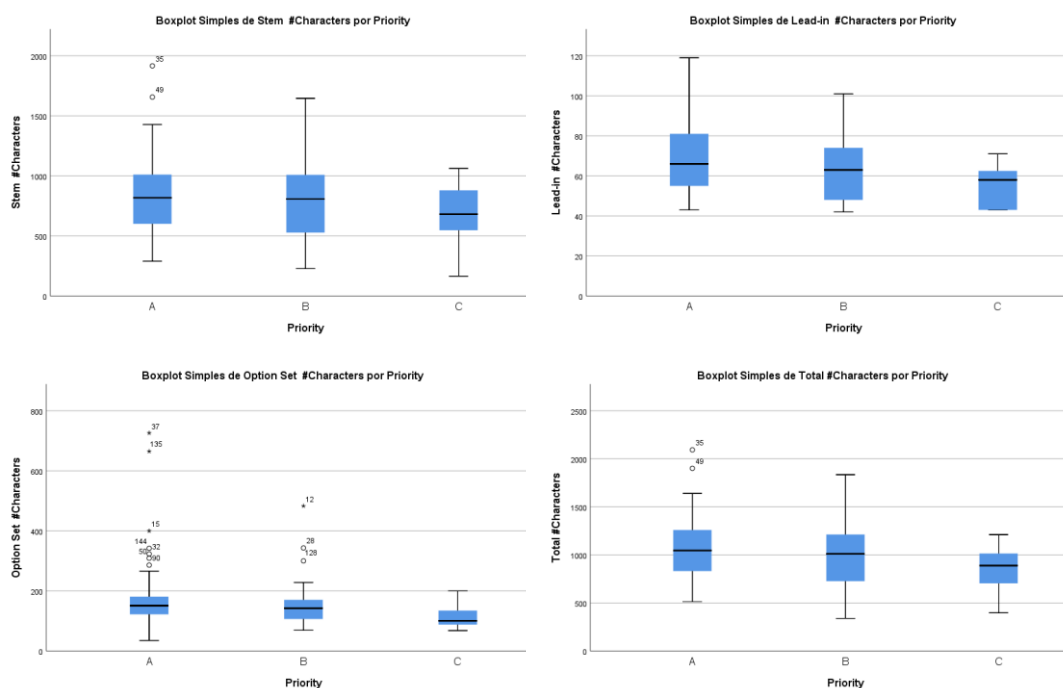 Boxplot Simples de Stem #Characters por Priority
2000
1500
1000
500
0
Stem #Characters
35
49
A
B
C
Priority
Boxplot Simples de Lead-in #Characters por Priority
120
100
80
60
40
20
0
Lead-in #Characters
A
B
C
Priority
Boxplot Simples de Option Set #Characters por Priority
800
600
400
200
0
Option Set #Characters
37
135
15
144
32
50
90
12
28
128
A
B
C
Priority
Boxplot Simples de Total #Characters por Priority
2500
2000
1500
1000
500
0
Total #Characters
35
49
A
B
C
Priority